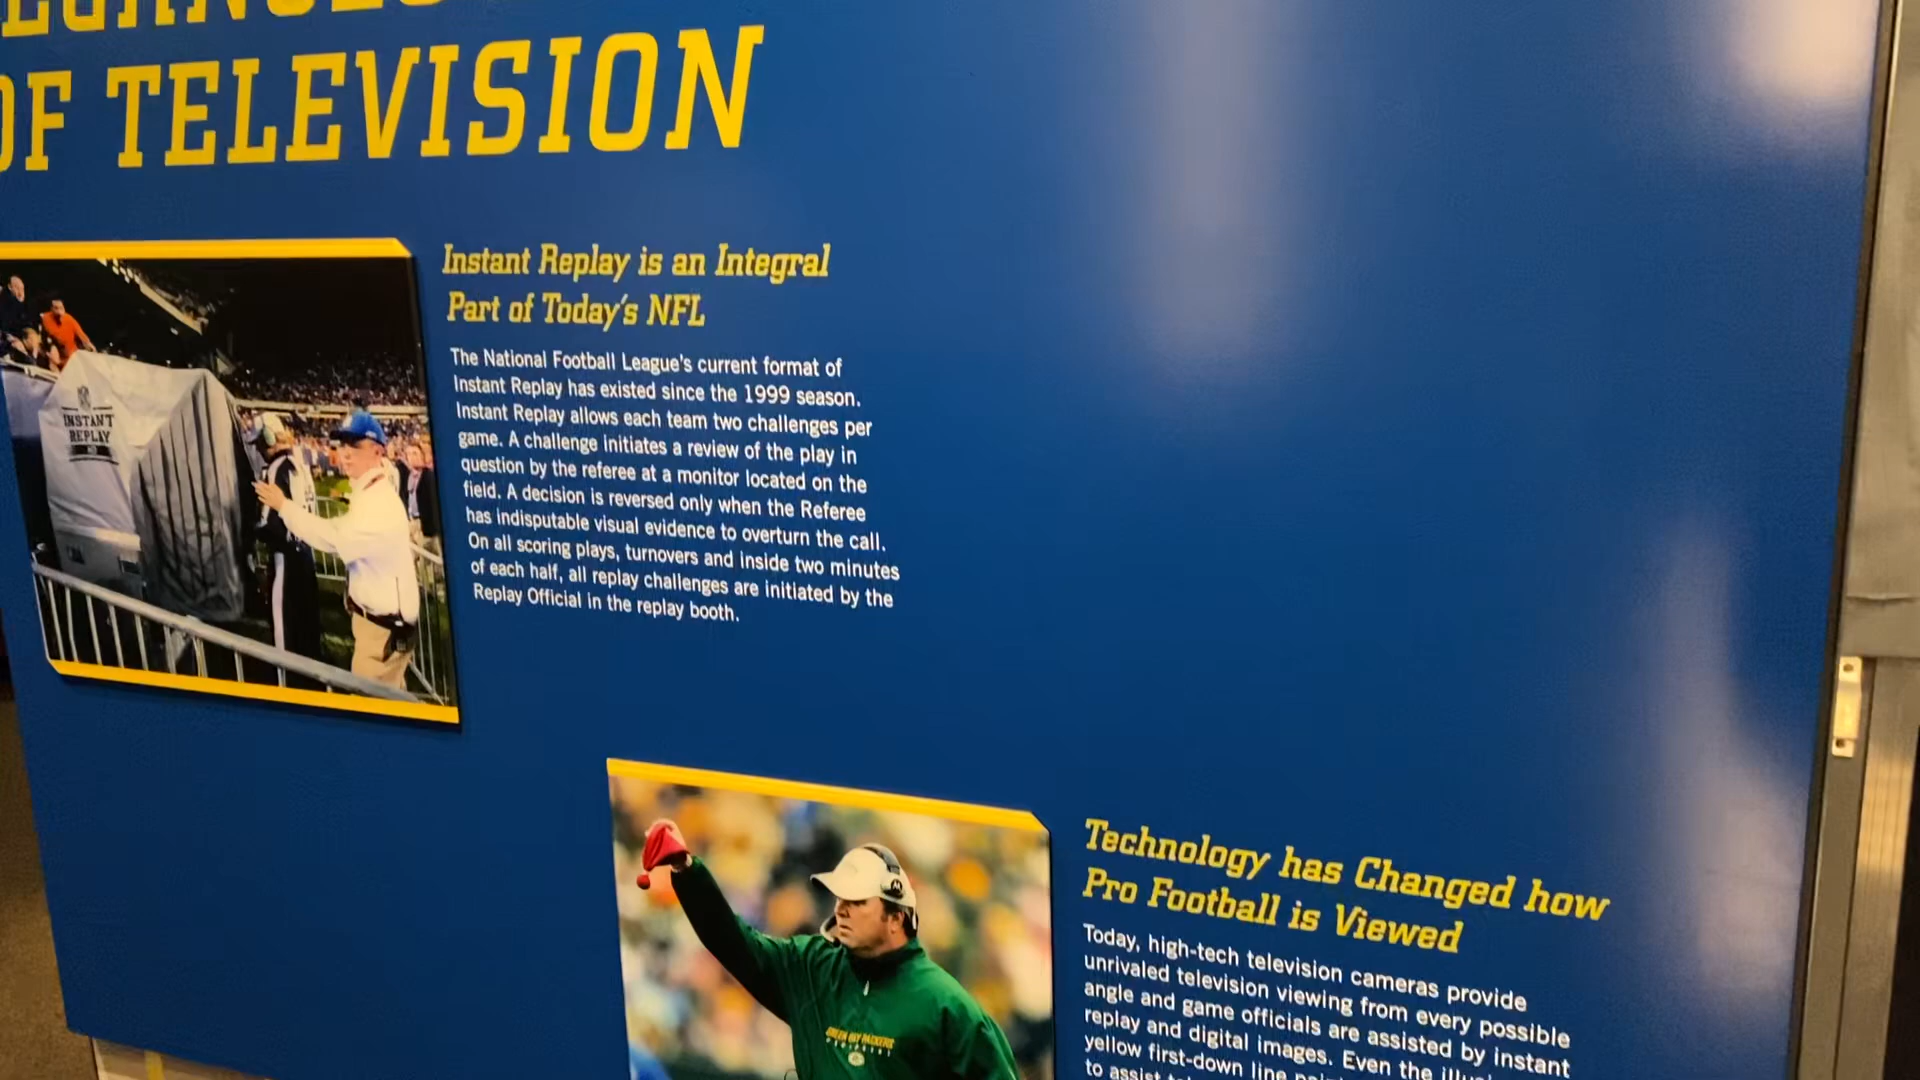 OF TELEVISION
Instant Replay is an Integral
Part of Today's NFL
The National Football League's current format of
Instant Replay has existed since the 1999 season.
Instant Replay allows each team two challenges per
game. A challenge initiates a review of the play in
question by the referee at a monitor located on the
field. A decision is reversed only when the Referee
has indisputable visual evidence to overturn the call.
On all scoring plays, turnovers and inside two minutes
of each half, all replay challenges are initiated by the
Replay Official in the replay booth.
INSTANT
REPLAY
GREEN BAY PACKERS
Technology has Changed how
Pro Football is Viewed
Today, high-tech television cameras provide
unrivaled television viewing from every possible
angle and game officials are assisted by instant
replay and digital images. Even the
yellow first-down line
to assist